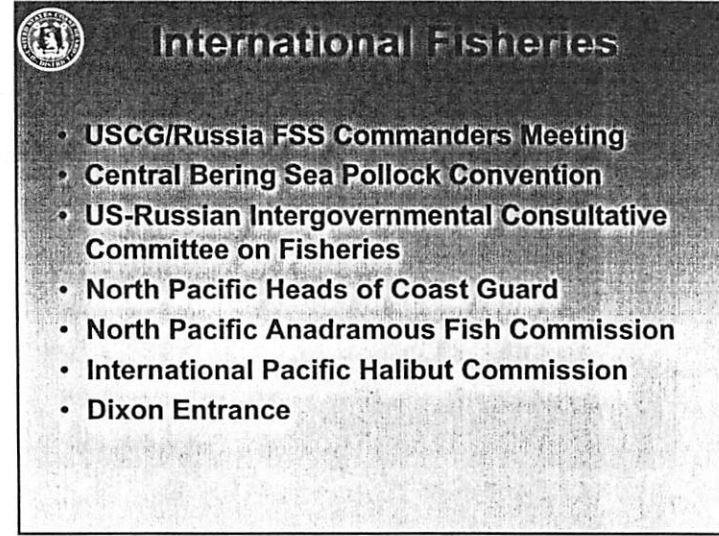 International Fisheries
• USCG/Russia FSS Commanders Meeting
• Central Bering Sea Pollock Convention
• US-Russian Intergovernmental Consultative
Committee on Fisheries
• North Pacific Heads of Coast Guard
• North Pacific Anadramous Fish Commission
• International Pacific Halibut Commission
• Dixon Entrance